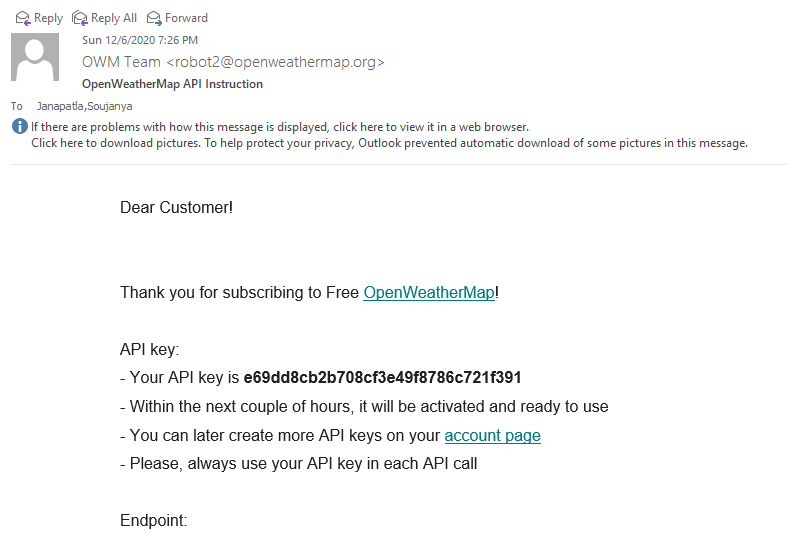 Reply Reply All Forward
Sun 12/6/2020 7:26 PM
OWM Team <robot2@openweathermap.org>
OpenWeatherMap API Instruction
To Janapatla,Soujanya
If there are problems with how this message is displayed, click here to view it in a web browser.
Click here to download pictures. To help protect your privacy, Outlook prevented automatic download of some pictures in this message.
Dear Customer!
Thank you for subscribing to Free OpenWeatherMap!
API key:
- Your API key is e69dd8cb2b708cf3e49f8786c721f391
- Within the next couple of hours, it will be activated and ready to use
- You can later create more API keys on your account page
- Please, always use your API key in each API call
Endpoint: